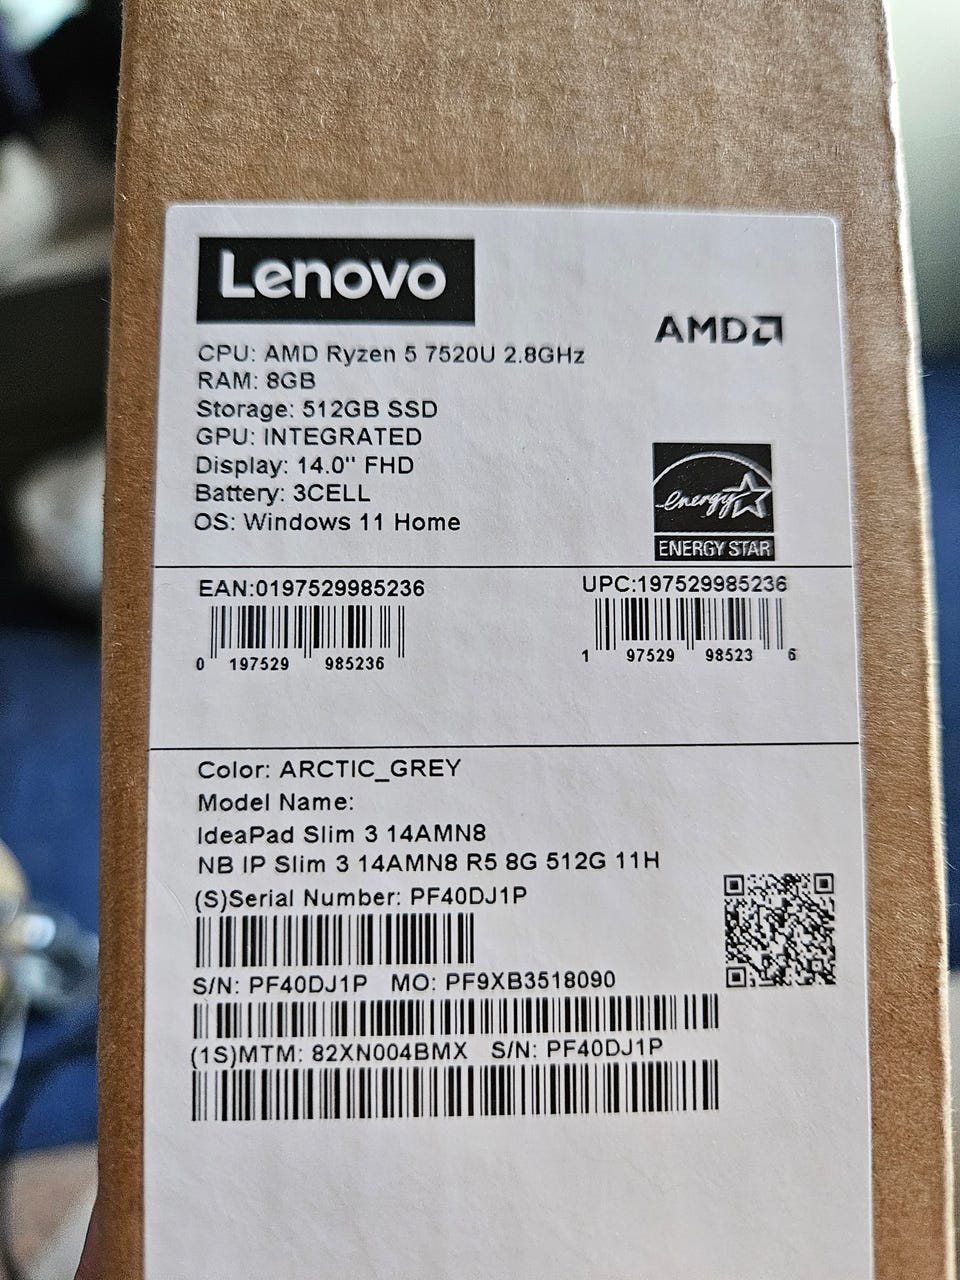 Lenovo
AMD
CPU: AMD Ryzen 5 7520U 2.8GHz
RAM: 8GB
Storage: 512GB SSD
GPU: INTEGRATED
Display: 14.0" FHD
Battery: 3CELL
OS: Windows 11 Home
energy
ENERGY STAR
EAN:0197529985236
0 197529 985236
UPC:197529985236
1 97529 98523 6
Color: ARCTIC_GREY
Model Name:
IdeaPad Slim 3 14AMN8
NB IP Slim 3 14AMN8 R5 8G 512G 11H
(S)Serial Number: PF40DJ1P
S/N: PF40DJ1P MO: PF9XB3518090
(1S)MTM: 82XN004BMX S/N: PF40DJ1P